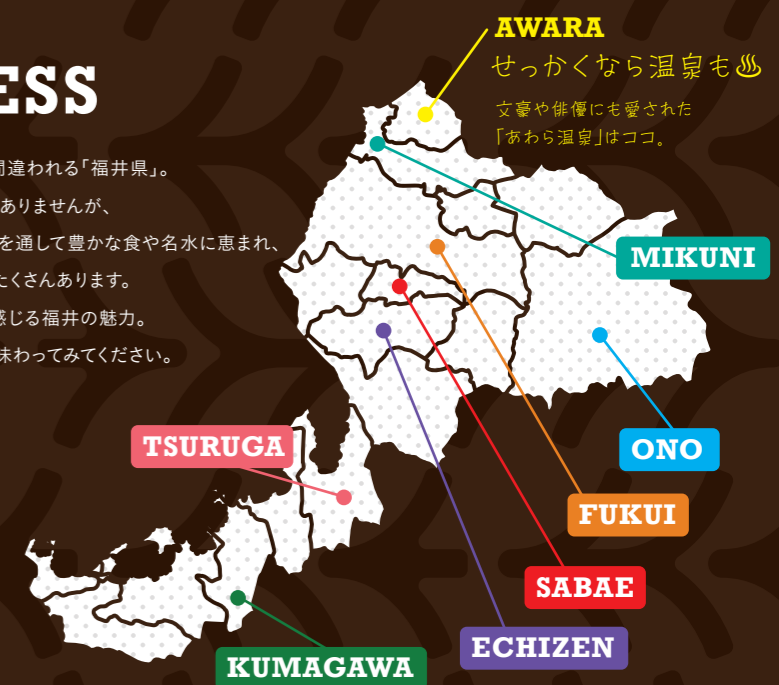 ESS
間違われる「福井県」。
ありませんが、
を通して豊かな食や名水に恵まれ、
たくさんあります。
感じる福井の魅力。
味わってみてください。
AWARA
せっかくなら温泉も♨
文豪や俳優にも愛された
「あわら温泉」はココ。
MIKUNI
ONO
TSURUGA
FUKUI
SABAE
ECHIZEN
KUMAGAWA